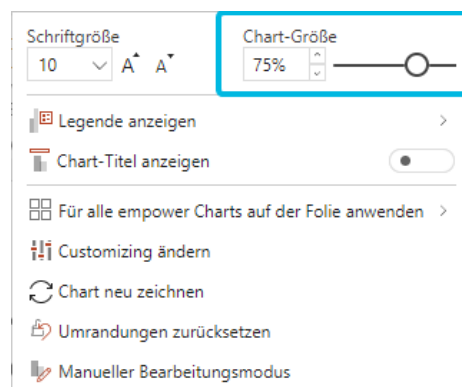 Schriftgröße Chart-Größe
10 A A 75%
Legende anzeigen
Chart-Titel anzeigen
Für alle empower Charts auf der Folie anwenden
Customizing ändern
Chart neu zeichnen
Umrandungen zurücksetzen
Manueller Bearbeitungsmodus